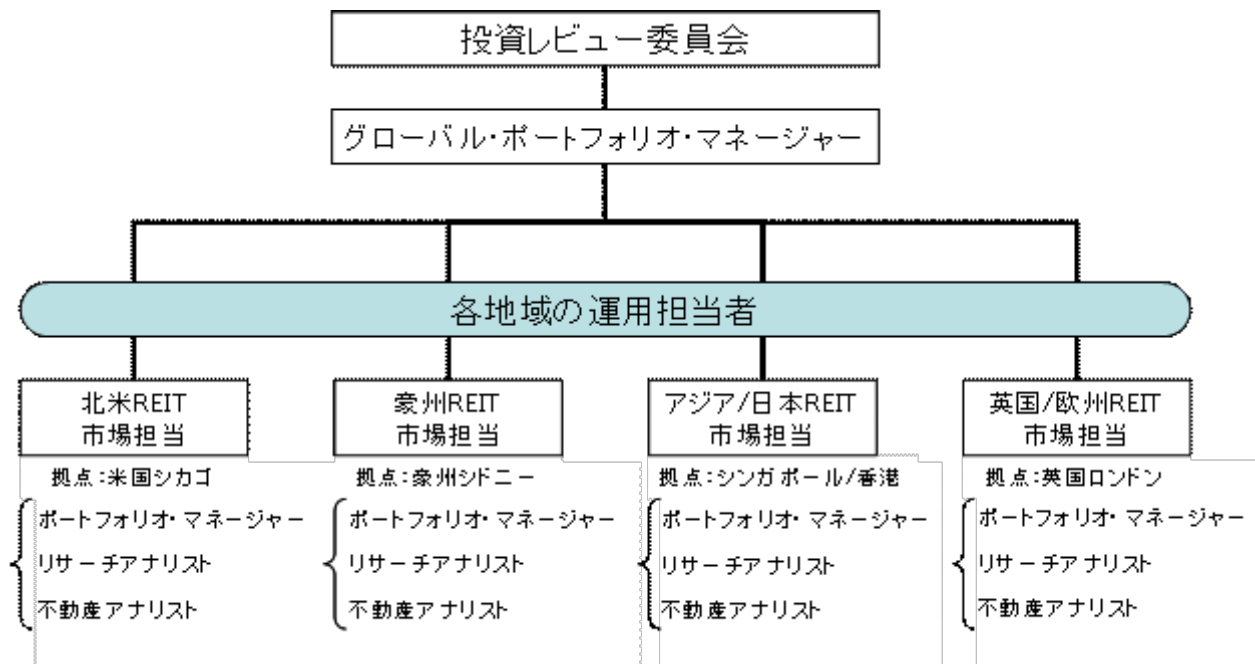 投資レビュー委員会
グローバル・ポートフォリオ・マネージャー
各地域の運用担当者
北米REIT
市場担当
拠点:米国シカゴ
ポートフォリオ・マネージャー
リサーチアナリスト
不動産アナリスト
豪州REIT
市場担当
拠点:豪州シドニー
ポートフォリオ・マネージャー
リサーチアナリスト
不動産アナリスト
アジア/日本REIT
市場担当
拠点:シンガポール/香港
ポートフォリオ・マネージャー
リサーチアナリスト
不動産アナリスト
英国/欧州REIT
市場担当
拠点:英国ロンドン
ポートフォリオ・マネージャー
リサーチアナリスト
不動産アナリスト